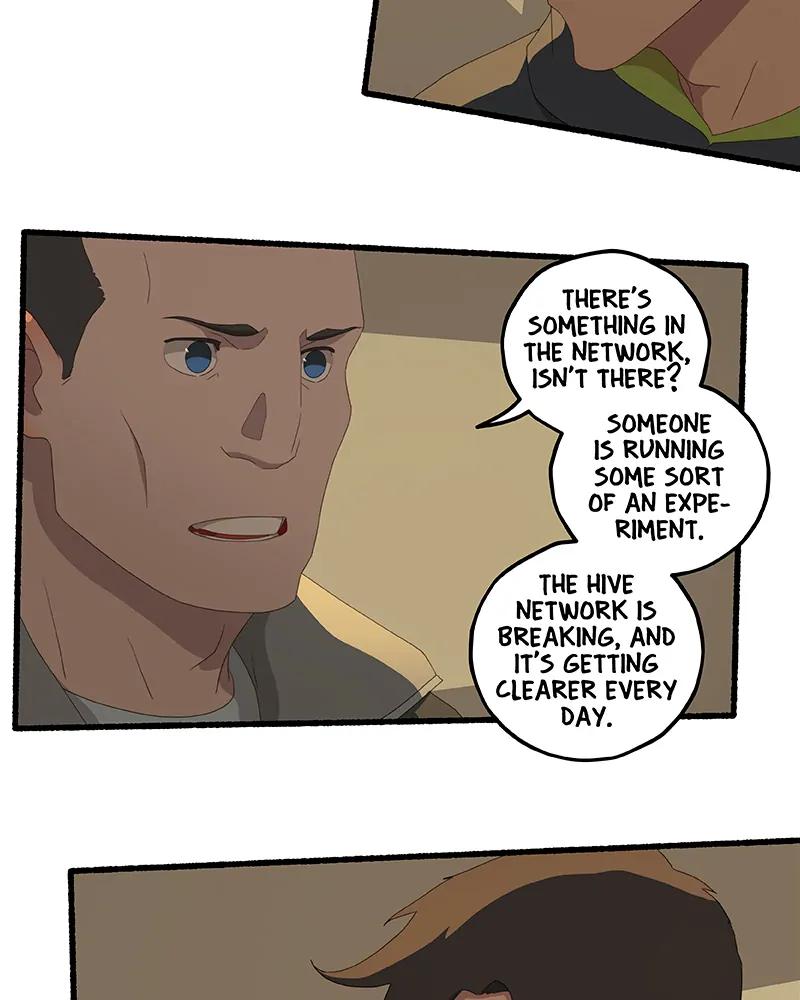 THERE'S
SOMETHING IN
THE NETWORK,
ISN'T THERE?
SOMEONE
IS RUNNING
SOME SORT
OF AN EXPE-
RIMENT.
THE HIVE
NETWORK IS
BREAKING, AND
IT'S GETTING
CLEARER EVERY
DAY.